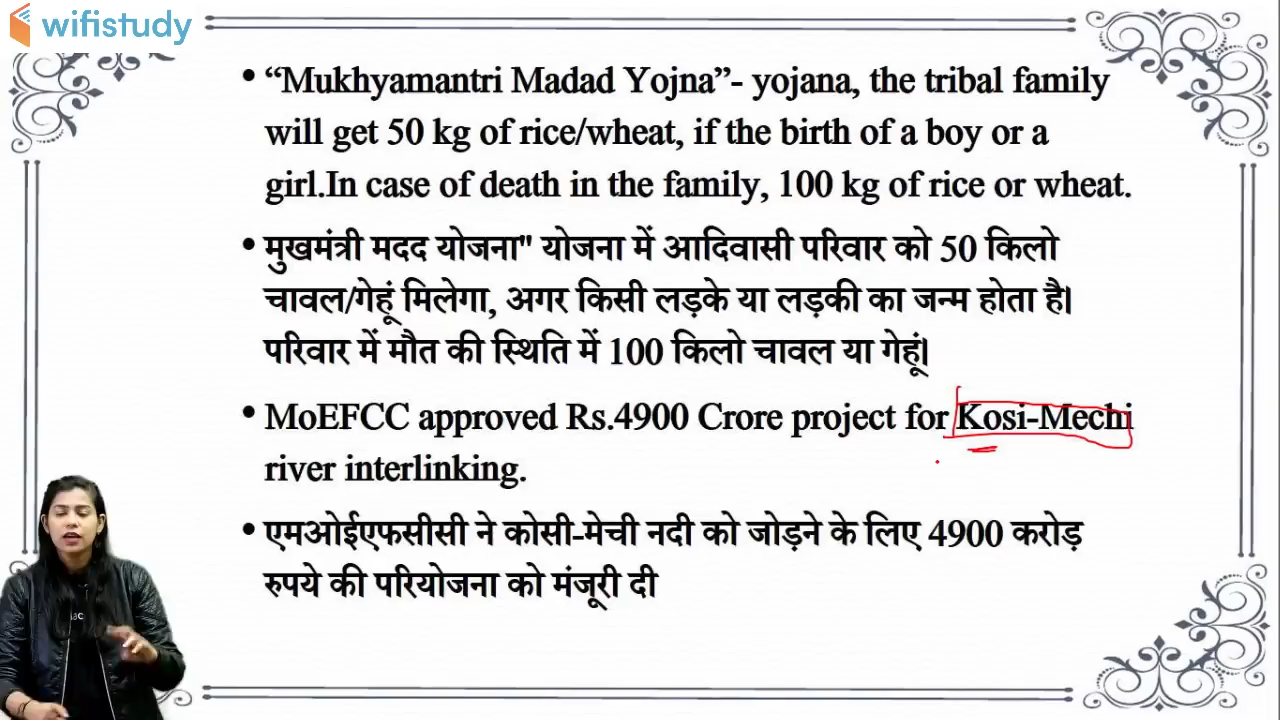 wifistudy
• “Mukhyamantri Madad Yojna”- yojana, the tribal family
will get 50 kg of rice/wheat, if the birth of a boy or a
girl.In case of death in the family, 100 kg of rice or wheat.
• मुखमंत्री मदद योजना" योजना में आदिवासी परिवार को 50 किलो
चावल/गेहूं मिलेगा, अगर किसी लड़के या लड़की का जन्म होता है।
परिवार में मौत की स्थिति में 100 किलो चावल या गेहूं।
• MoEFCC approved Rs.4900 Crore project for Kosi-Mechi
river interlinking.
• एमओईएफसीसी ने कोसी-मेची नदी को जोड़ने के लिए 4900 करोड़
रुपये की परियोजना को मंजूरी दी